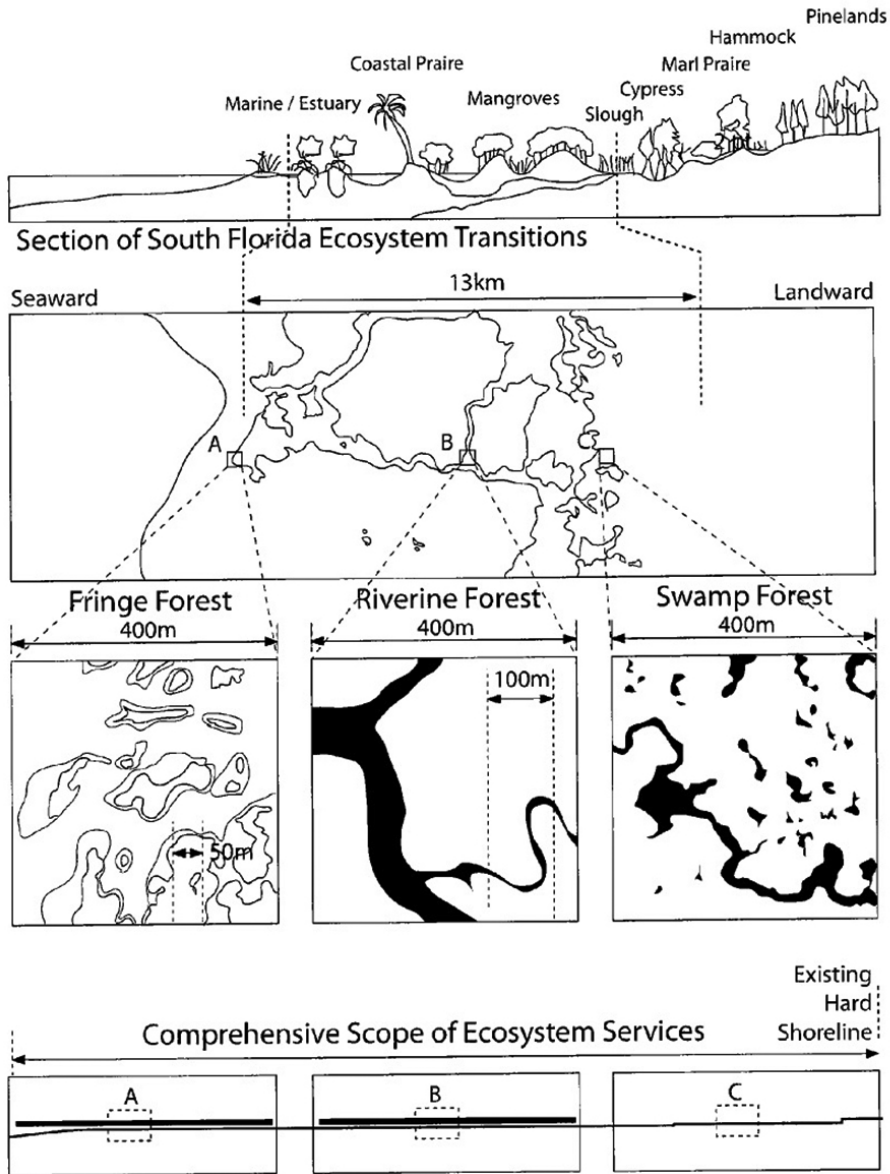 Pinelands
Hammock
Coastal Praire
Marl Praire
Marine / Estuary
Mangroves
Cypress
Slough
Section of South Florida Ecosystem Transitions
Seaward
13km
Landward
A
B
C
Fringe Forest
Riverine Forest
Swamp Forest
400m
400m
400m
100m
50m
Existing
Hard
Shoreline
Comprehensive Scope of Ecosystem Services
A
B
C